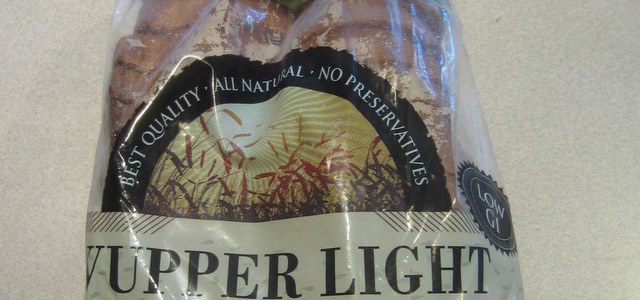 BEST QUALITY · ALL NATURAL · NO PRESERVATIVES
LOW
GI
VUPPER LIGHT